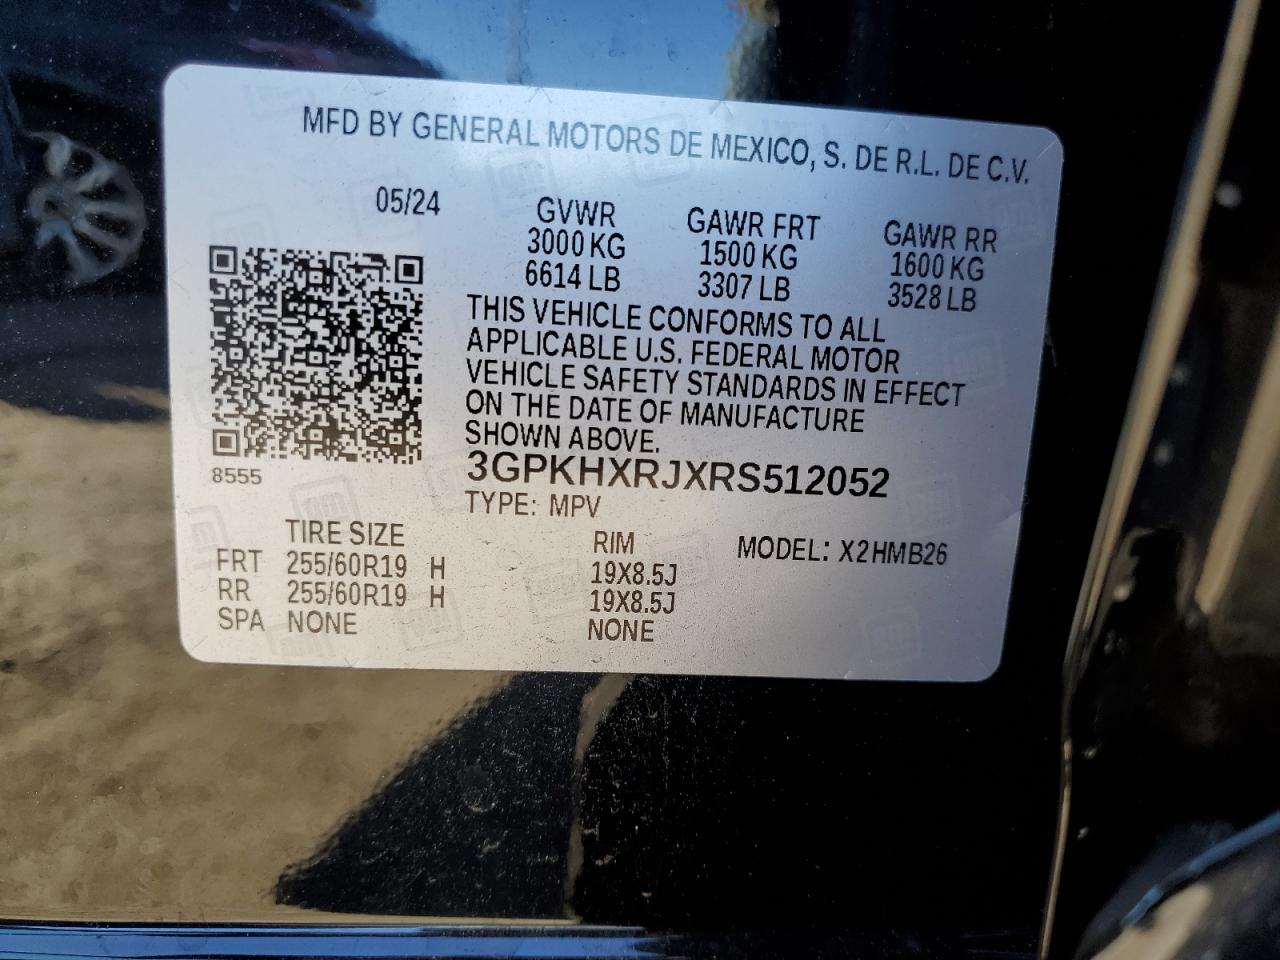 MFD BY GENERAL MOTORS DE MEXICO, S. DE R.L. DE C.V.
05/24
GVWR GAWR FRT GAWR RR
3000 KG 1500 KG 1600 KG
6614 LB 3307 LB 3528 LB
THIS VEHICLE CONFORMS TO ALL
APPLICABLE U.S. FEDERAL MOTOR
VEHICLE SAFETY STANDARDS IN EFFECT
ON THE DATE OF MANUFACTURE
SHOWN ABOVE.
8555
3GPKHXRJXRS512052
TYPE: MPV
TIRE SIZE RIM MODEL: X2HMB26
FRT 255/60R19 H 19X8.5J
RR 255/60R19 H 19X8.5J
SPA NONE NONE